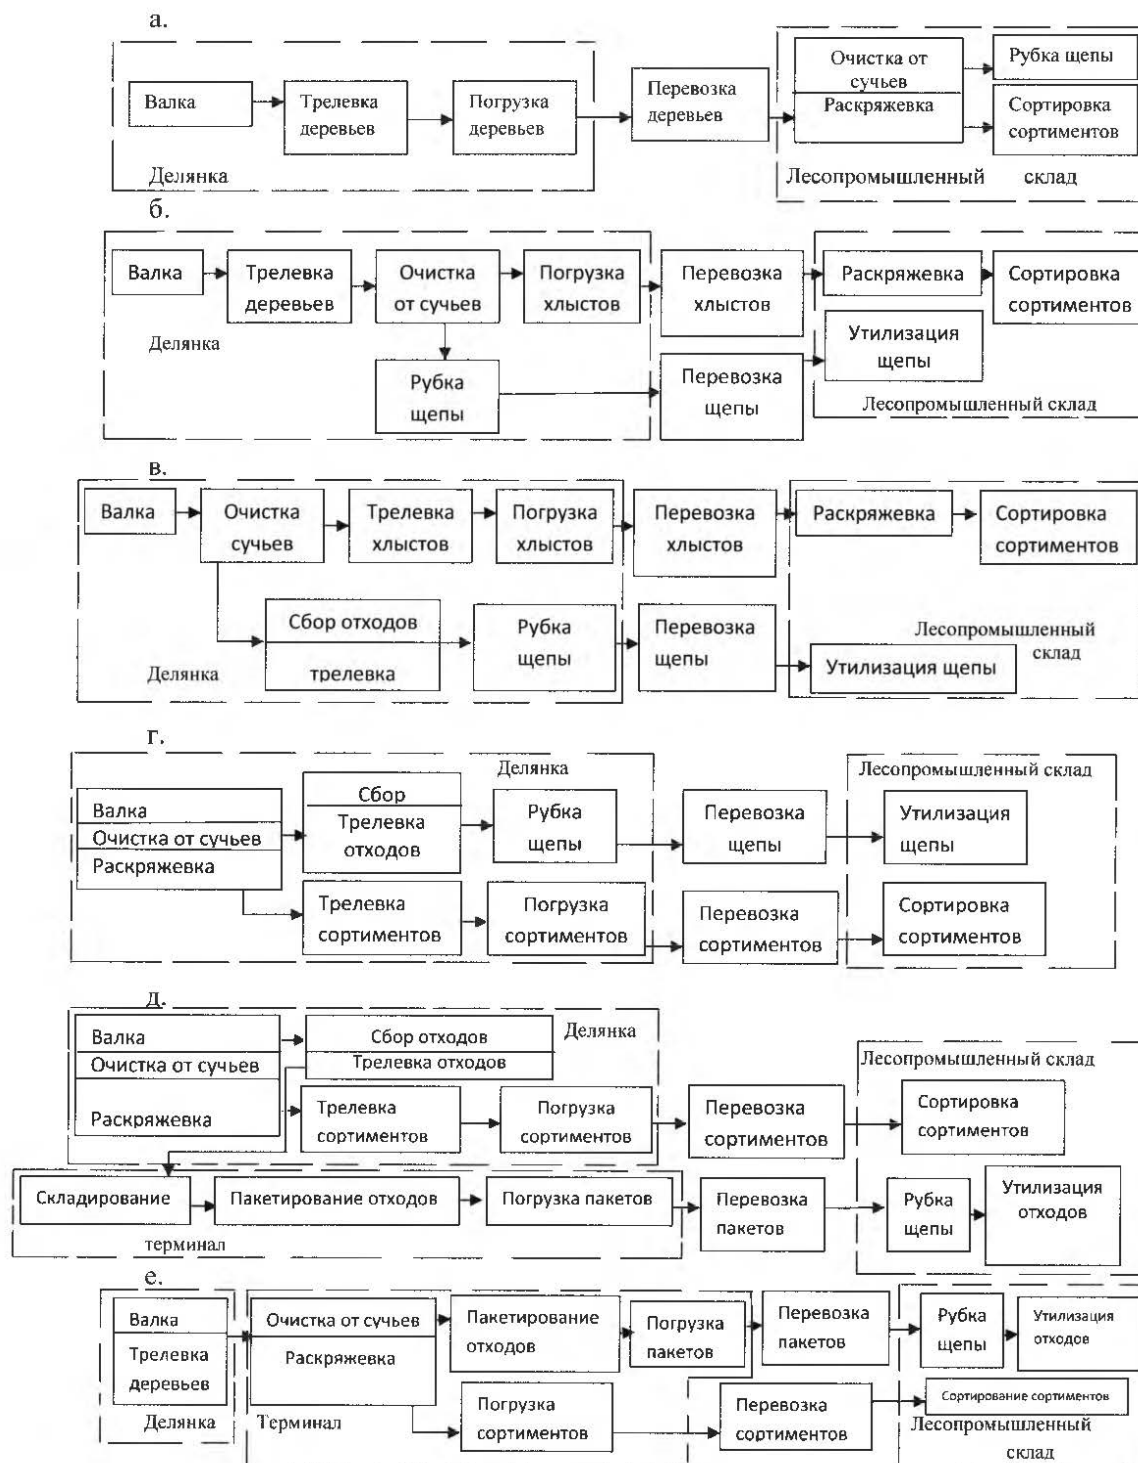 а.
Валка
Трелевка
деревьев
Погрузка
деревьев
Делянка
Перевозка
деревьев
Очистка от
сучьев
Раскряжевка
Рубка щепы
Сортировка
сортиментов
Лесопромышленный склад
б.
Валка
Трелевка
деревьев
Очистка
от сучьев
Погрузка
хлыстов
Перевозка
хлыстов
Раскряжевка
Сортировка
сортиментов
Делянка
Рубка
щепы
Перевозка
щепы
Утилизация
щепы
Лесопромышленный склад
в.
Валка
Очистка
сучьев
Трелевка
хлыстов
Погрузка
хлыстов
Перевозка
хлыстов
Раскряжевка
Сортировка
сортиментов
Сбор отходов
трелевка
Рубка
щепы
Перевозка
щепы
Утилизация щепы
Делянка
Лесопромышленный
склад
г.
Делянка
Лесопромышленный склад
Валка
Очистка от сучьев
Раскряжевка
Сбор
Трелевка
отходов
Рубка
щепы
Перевозка
щепы
Утилизация
щепы
Трелевка
сортиментов
Погрузка
сортиментов
Перевозка
сортиментов
Сортировка
сортиментов
д.
Валка
Очистка от сучьев
Раскряжевка
Сбор отходов
Трелевка отходов
Делянка
Лесопромышленный склад
Трелевка
сортиментов
Погрузка
сортиментов
Перевозка
сортиментов
Сортировка
сортиментов
Складирование
Пакетирование отходов
Погрузка пакетов
Перевозка
пакетов
Рубка
щепы
Утилизация
отходов
терминал
е.
Валка
Трелевка
деревьев
Делянка
Очистка от сучьев
Раскряжевка
Терминал
Пакетирование
отходов
Погрузка
пакетов
Перевозка
пакетов
Рубка
щепы
Утилизация
отходов
Погрузка
сортиментов
Перевозка
сортиментов
Сортирование сортиментов
Лесопромышленный
склад